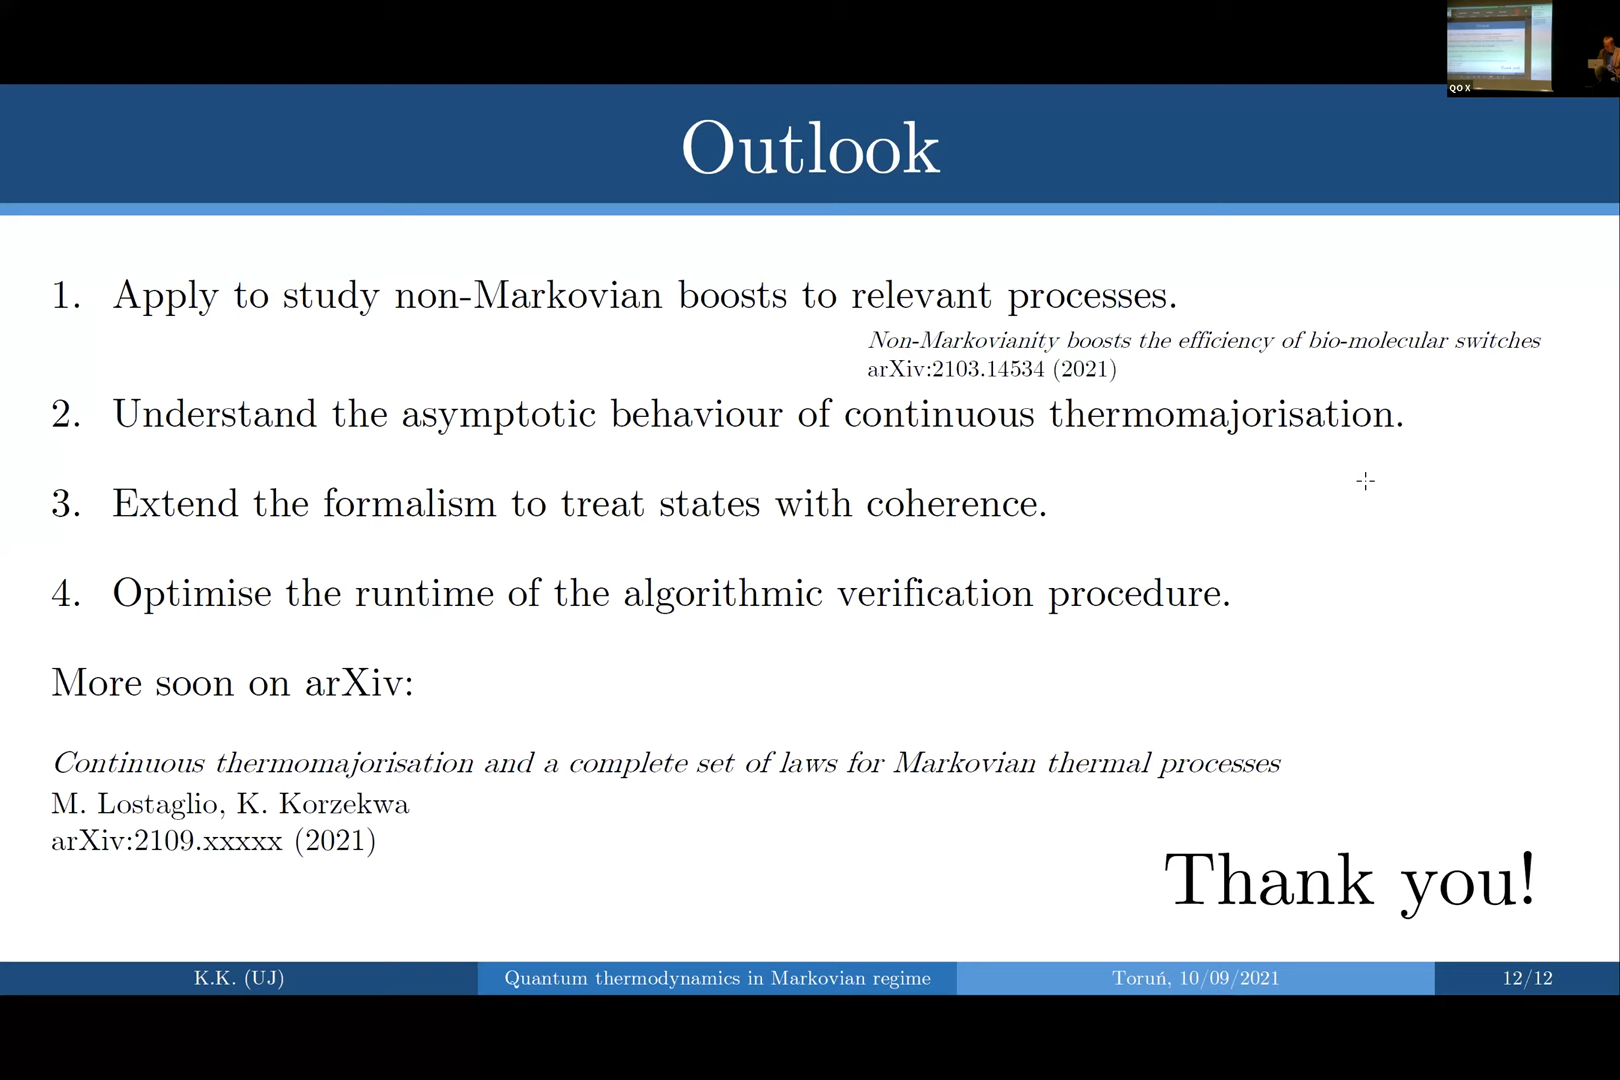 QO X
Outlook
1. Apply to study non-Markovian boosts to relevant processes.
Non-Markovianity boosts the efficiency of bio-molecular switches
arXiv:2103.14534 (2021)
2. Understand the asymptotic behaviour of continuous thermomajorisation.
3. Extend the formalism to treat states with coherence.
4. Optimise the runtime of the algorithmic verification procedure.
More soon on arXiv:
Continuous thermomajorisation and a complete set of laws for Markovian thermal processes
M. Lostaglio, K. Korzekwa
arXiv:2109.xxxxx (2021)
Thank you!
K.K. (UJ) Quantum thermodynamics in Markovian regime Toruń, 10/09/2021 12/12